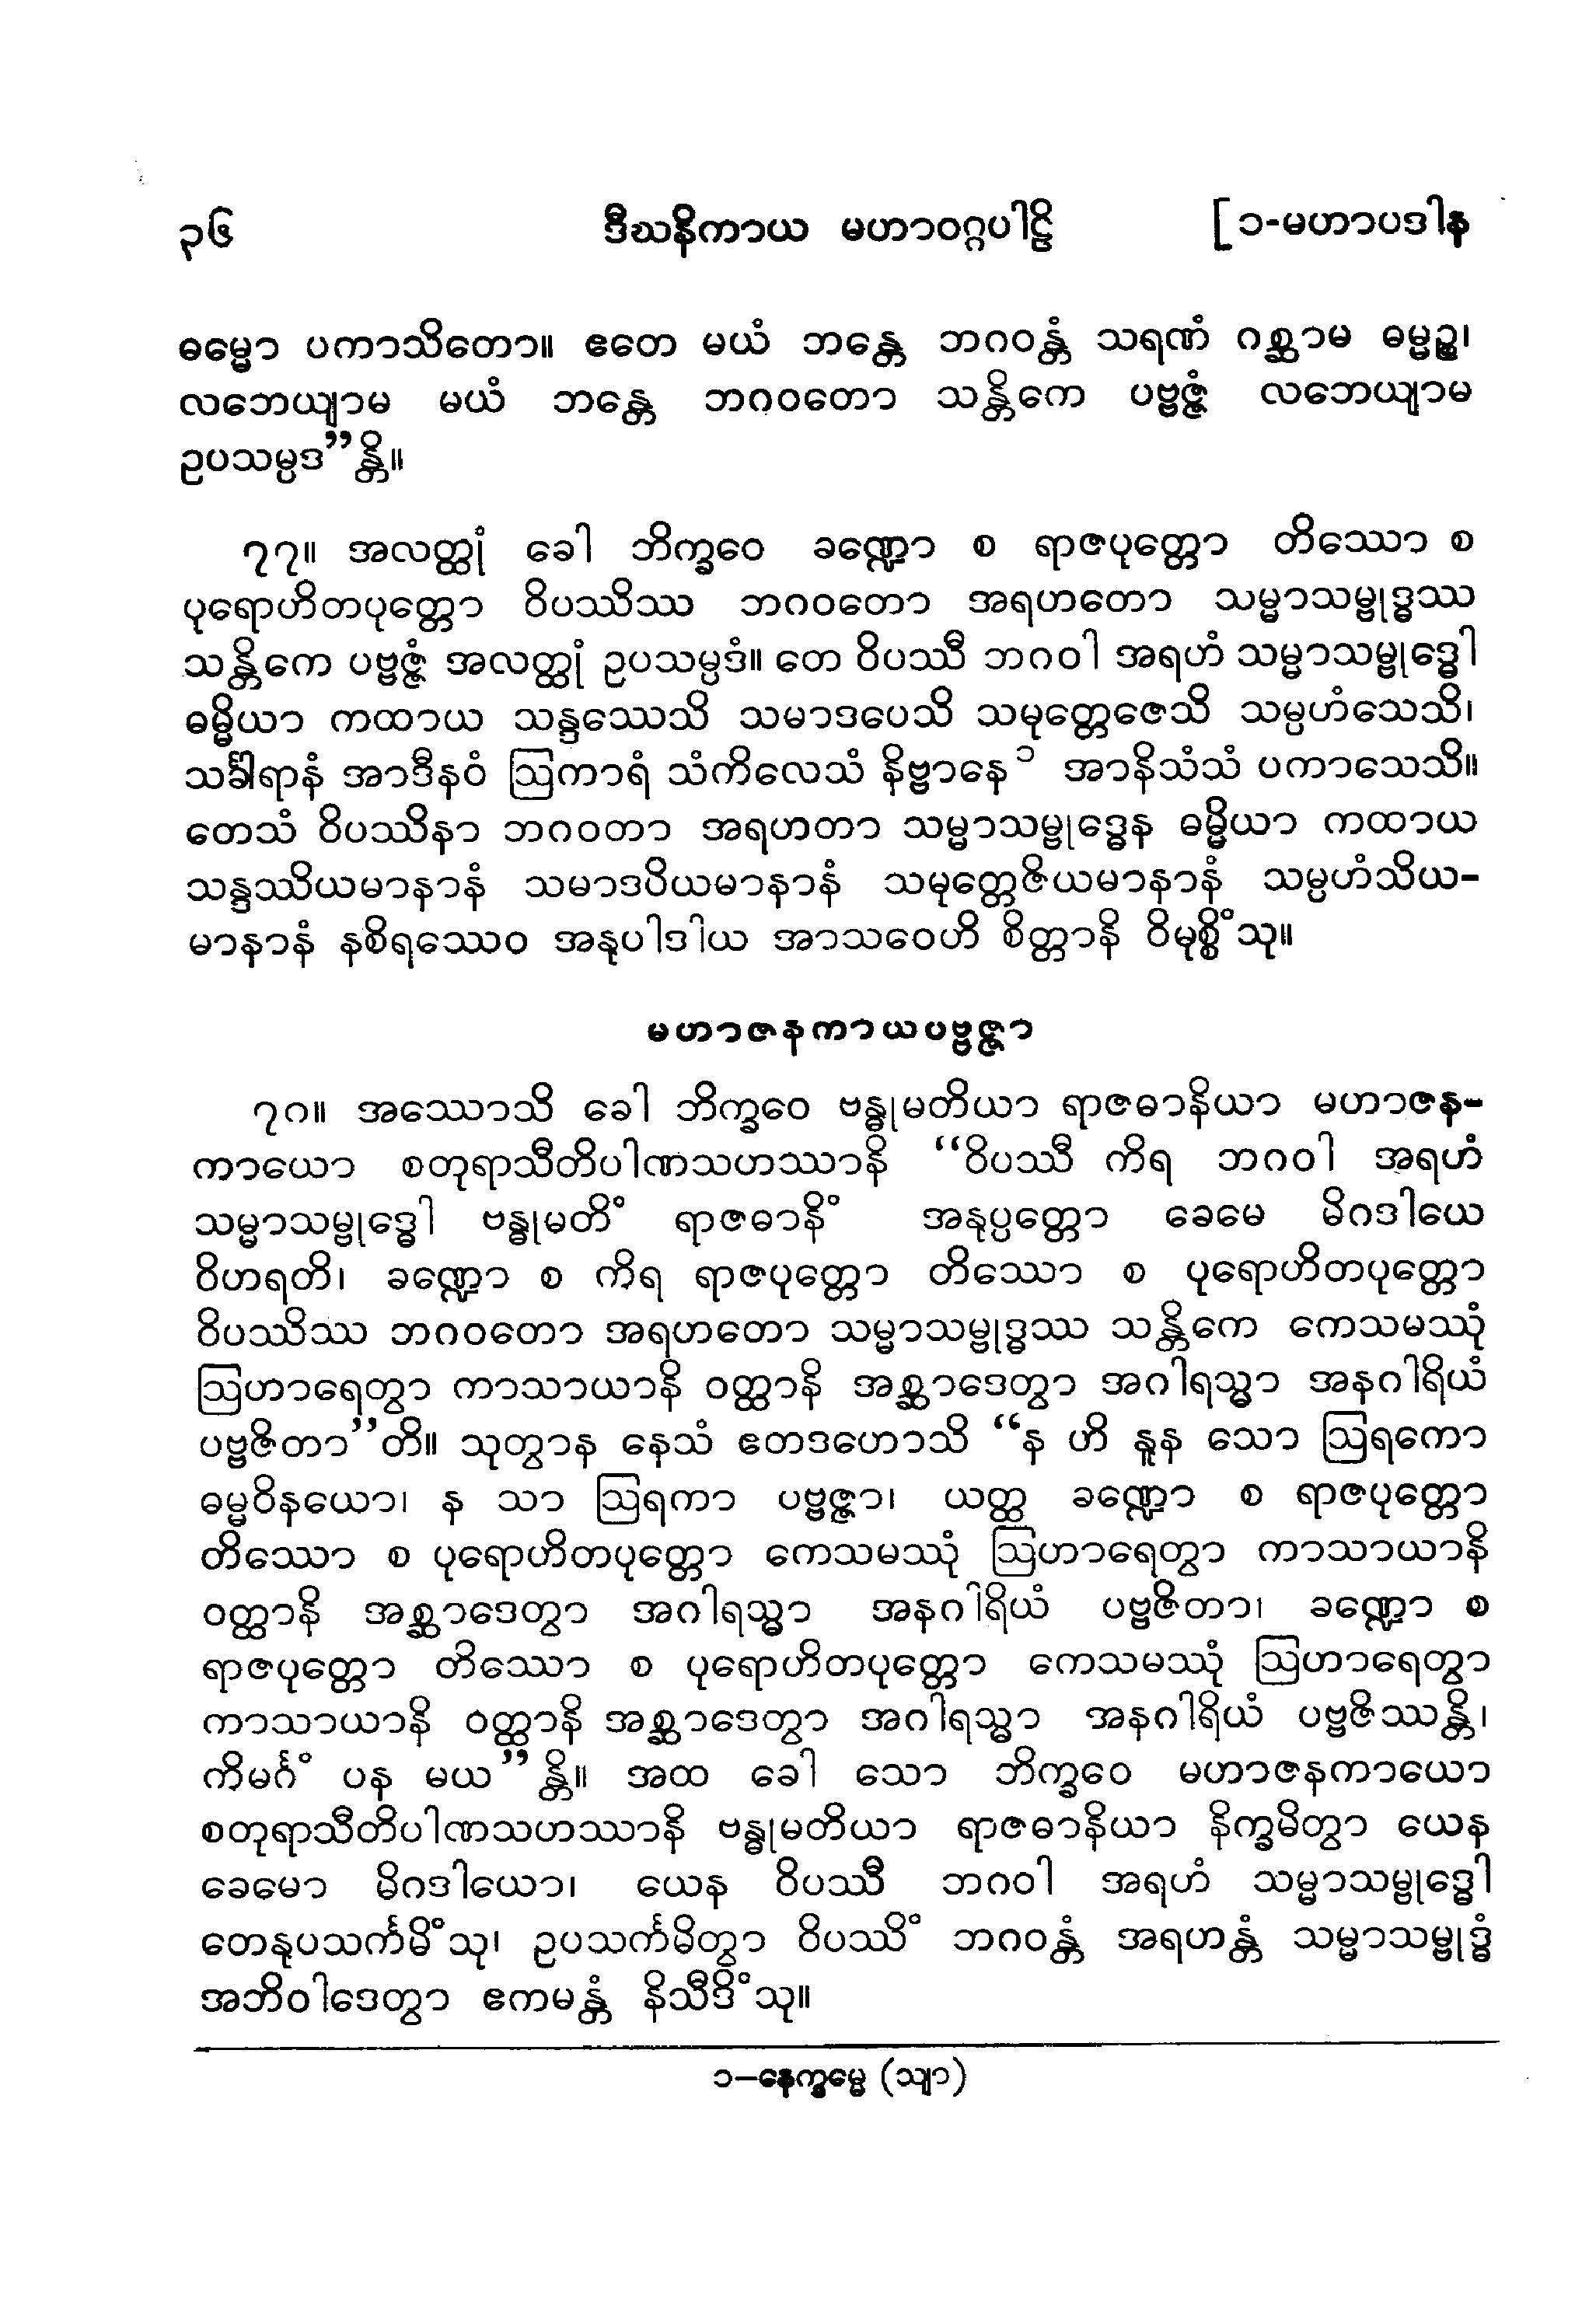 ၃၆ ဒီဃနိကာယ မဟာဝဂ္ဂပါဠိ [၁-မဟာပဒါန
ဓမ္မော ပကာသိတော။ ဧတေ မယံ ဘန္တေ ဘဂဝန္တံ သရဏံ ဂစ္ဆာမ ဓမ္မဉ္စ၊
လဘေယျာမ မယံ ဘန္တေ ဘဂဝတော သန္တိကေ ပဗ္ဗဇ္ဇံ လဘေယျာမ
ဥပသမ္ပဒ”န္တိ။
၇၇။ အလတ္ထုံ ခေါ ဘိက္ခဝေ ခဏ္ဍော စ ရာဇပုတ္တော တိဿော စ
ပုရောဟိတပုတ္တော ဝိပဿိဿ ဘဂဝတော အရဟတော သမ္မာသမ္ဗုဒ္ဓဿ
သန္တိကေ ပဗ္ဗဇ္ဇံ အလတ္ထုံ ဥပသမ္ပဒံ။ တေ ဝိပဿီ ဘဂဝါ အရဟံ သမ္မာသမ္ဗုဒ္ဓေါ
ဓမ္မိယာ ကထာယ သန္ဒဿေသိ သမာဒပေသိ သမုတ္တေဇေသိ သမ္ပဟံသေသိ၊
သင်္ခါရာနံ အာဒီနဝံ ဩကာရံ သံကိလေသံ နိဗ္ဗာနေ ၁ အာနိသံသံ ပကာသေသိ။
တေသံ ဝိပဿိနာ ဘဂဝတာ အရဟတာ သမ္မာသမ္ဗုဒ္ဓေန ဓမ္မိယာ ကထာယ
သန္ဒဿိယမာနာနံ သမာဒပိယမာနာနံ သမုတ္တေဇိယမာနာနံ သမ္ပဟံသိယ-
မာနာနံ နစိရဿေဝ အနုပါဒါယ အာသဝေဟိ စိတ္တာနိ ဝိမုစ္စိံသု။
မဟာဇနကာယပဗ္ဗဇ္ဇာ
၇၈။ အဿောသိ ခေါ ဘိက္ခဝေ ဗန္ဓုမတိယာ ရာဇဓာနိယာ မဟာဇန-
ကာယော စတုရာသီတိပါဏသဟဿာနိ “ဝိပဿီ ကိရ ဘဂဝါ အရဟံ
သမ္မာသမ္ဗုဒ္ဓေါ ဗန္ဓုမတိံ ရာဇဓာနိံ အနုပ္ပတ္တော ခေမေ မိဂဒါယေ
ဝိဟရတိ၊ ခဏ္ဍော စ ကိရ ရာဇပုတ္တော တိဿော စ ပုရောဟိတပုတ္တော
ဝိပဿိဿ ဘဂဝတော အရဟတော သမ္မာသမ္ဗုဒ္ဓဿ သန္တိကေ ကေသမဿုံ
ဩဟာရေတွာ ကာသာယာနိ ဝတ္ထာနိ အစ္ဆာဒေတွာ အဂါရသ္မာ အနဂါရိယံ
ပဗ္ဗဇိတာ”တိ။ သုတွာန နေသံ ဧတဒဟောသိ “န ဟိ နူန သော ဩရကော
ဓမ္မဝိနယော၊ န သာ ဩရကာ ပဗ္ဗဇ္ဇာ၊ ယတ္ထ ခဏ္ဍော စ ရာဇပုတ္တော
တိဿော စ ပုရောဟိတပုတ္တော ကေသမဿုံ ဩဟာရေတွာ ကာသာယာနိ
ဝတ္ထာနိ အစ္ဆာဒေတွာ အဂါရသ္မာ အနဂါရိယံ ပဗ္ဗဇိတာ၊ ခဏ္ဍော စ
ရာဇပုတ္တော တိဿော စ ပုရောဟိတပုတ္တော ကေသမဿုံ ဩဟာရေတွာ
ကာသာယာနိ ဝတ္ထာနိ အစ္ဆာဒေတွာ အဂါရသ္မာ အနဂါရိယံ ပဗ္ဗဇိဿန္တိ၊
ကိမင်္ဂံ ပန မယ”န္တိ။ အထ ခေါ သော ဘိက္ခဝေ မဟာဇနကာယော
စတုရာသီတိပါဏသဟဿာနိ ဗန္ဓုမတိယာ ရာဇဓာနိယာ နိက္ခမိတွာ ယေန
ခေမော မိဂဒါယော၊ ယေန ဝိပဿီ ဘဂဝါ အရဟံ သမ္မာသမ္ဗုဒ္ဓေါ
တေနုပသင်္ကမိံသု၊ ဥပသင်္ကမိတွာ ဝိပဿိံ ဘဂဝန္တံ အရဟန္တံ သမ္မာသမ္ဗုဒ္ဓံ
အဘိဝါဒေတွာ ဧကမန္တံ နိသီဒိံသု။
၁–နေက္ခမ္မေ (သျာ)